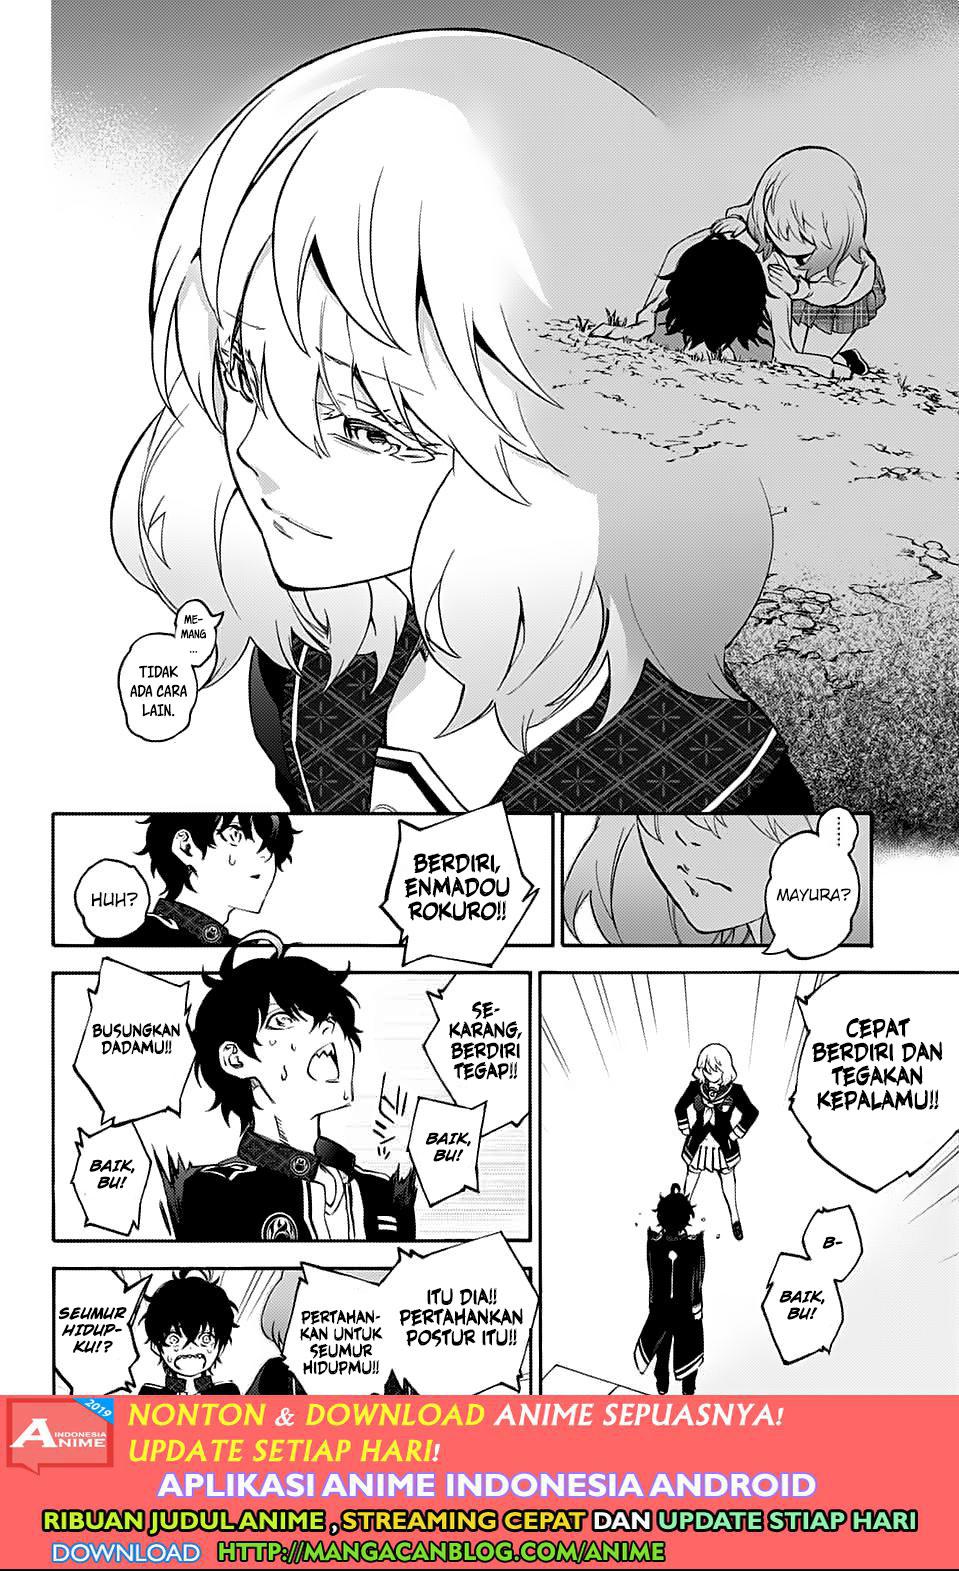 ME-
MANG
...
TIDAK
ADA CARA
LAIN.
.........
MAYURA?
BERDIRI,
ENMADOU
ROKURO!!
HUH?
CEPAT
BERDIRI DAN
TEGAKAN
KEPALAMU!!
B-
BAIK,
BU!
SE-
KARANG,
BERDIRI
TEGAP!!
BAIK,
BU!
BUSUNGKAN
DADAMU!!
BAIK,
BU!
ITU DIA!!
PERTAHANKAN
POSTUR ITU!!
PERTAHAN-
KAN UNTUK
SEUMUR
HIDUPMU!!
SEUMUR
HIDUP-
KU!?
2019
A INDONESIA
ANIME
NONTON & DOWNLOAD ANIME SEPUASNYA!
UPDATE SETIAP HARI!
APLIKASI ANIME INDONESIA ANDROID
RIBUAN JUDUL ANIME , STREAMING CEPAT DAN UPDATE STIAP HARI
DOWNLOAD HTTP://MANGACANBLOG.COM/ANIME